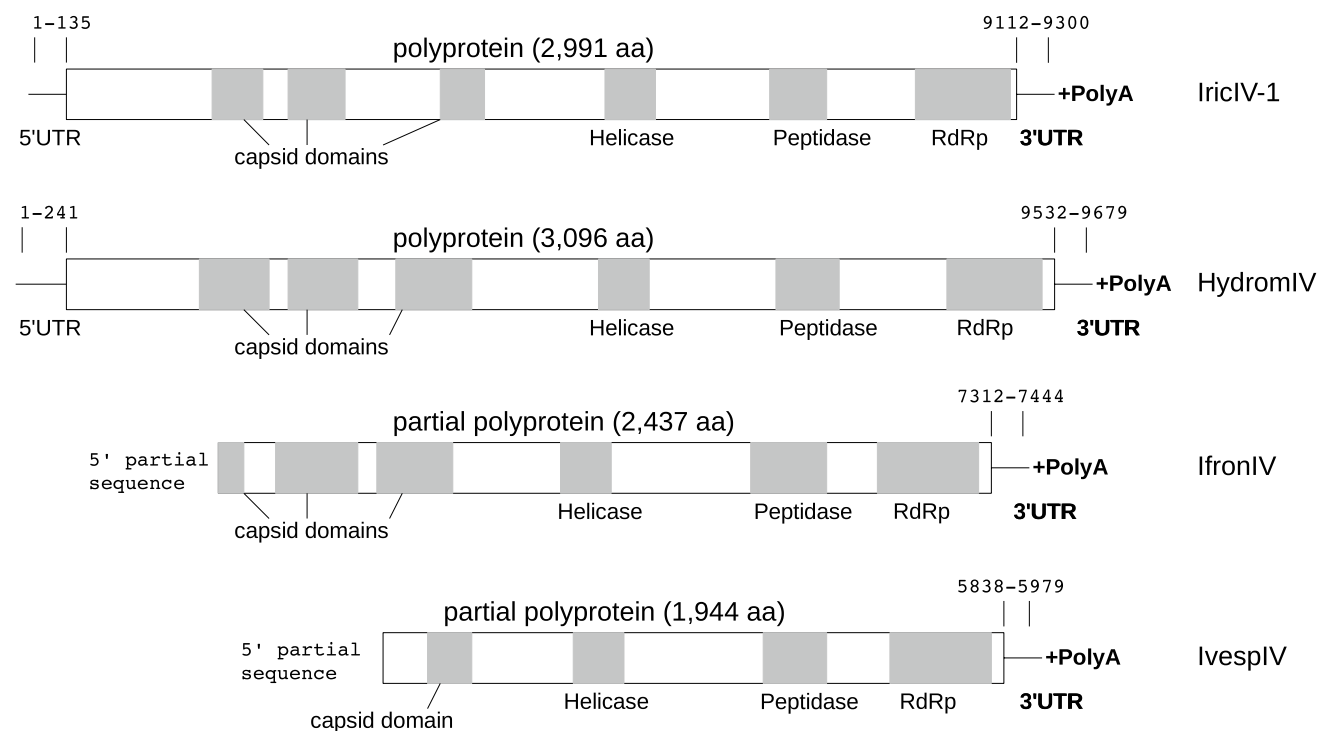 1–135
9112–9300
polyprotein (2,991 aa)
+PolyA
IricIV-1
5'UTR
Helicase
Peptidase
RdRp
3'UTR
capsid domains
1–241
9532–9679
polyprotein (3,096 aa)
+PolyA
HydromIV
5'UTR
Helicase
Peptidase
RdRp
3'UTR
capsid domains
7312–7444
partial polyprotein (2,437 aa)
5' partial
sequence
+PolyA
IfronIV
Helicase
Peptidase
RdRp
3'UTR
capsid domains
5838–5979
partial polyprotein (1,944 aa)
5' partial
sequence
+PolyA
IvespIV
Helicase
Peptidase
RdRp
3'UTR
capsid domain